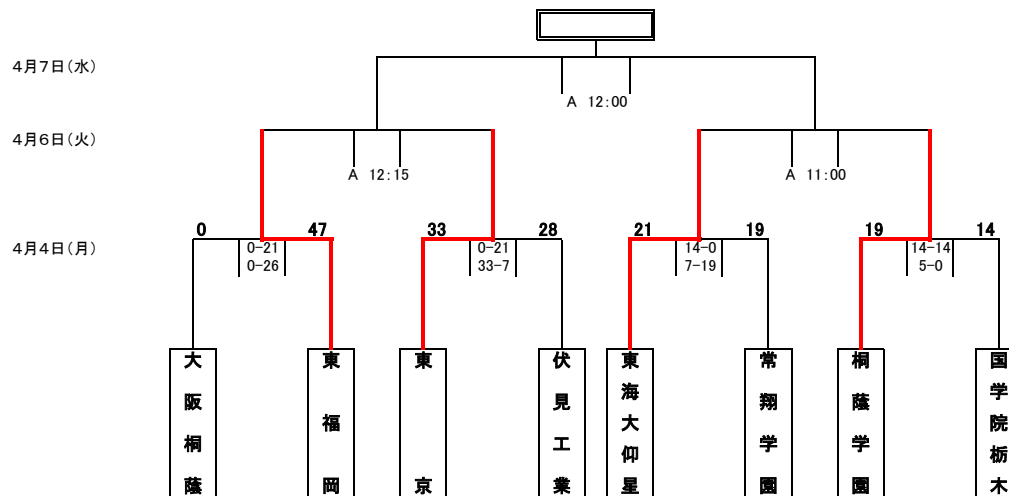 4月7日(水)
A 12:00
4月6日(火)
A 12:15
A 11:00
4月4日(月)
0 47 33 28 21 19 19 14
0-21 0-21 14-0 14-14
0-26 33-7 7-19 5-0
大阪桐蔭
東福岡
東京
伏見工業
東海大仰星
常翔学園
桐蔭学園
国学院栃木